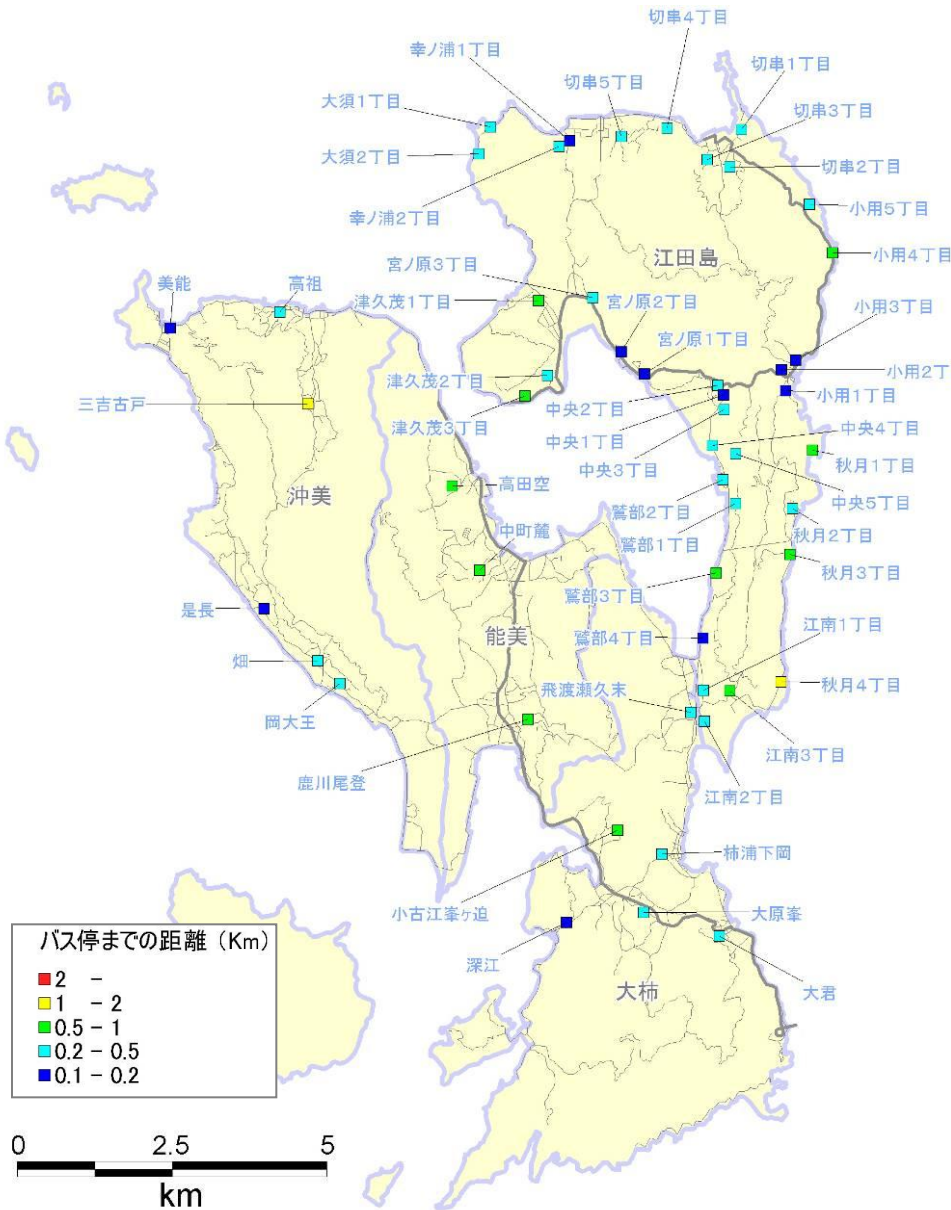 切串4丁目
幸ノ浦1丁目
切串1丁目
大須1丁目
切串5丁目
切串3丁目
大須2丁目
切串2丁目
幸ノ浦2丁目
小用5丁目
江田島
小用4丁目
宮ノ原3丁目
美能
高祖
津久茂1丁目
宮ノ原2丁目
小用3丁目
宮ノ原1丁目
小用2丁
津久茂2丁目
小用1丁目
三吉古戸
中央2丁目
津久茂3丁目
中央1丁目
中央4丁目
中央3丁目
秋月1丁目
高田空
沖美
中央5丁目
鷲部2丁目
中町麓
鷲部1丁目
秋月2丁目
秋月3丁目
鷲部3丁目
是長
能美
鷲部4丁目
江南1丁目
畑
飛渡瀬久末
秋月4丁目
岡大王
江南3丁目
鹿川尾登
江南2丁目
柿浦下岡
小古江峯ヶ迫
大原峯
深江
大君
大柿
バス停までの距離（Km）
2 -
1 - 2
0.5 - 1
0.2 - 0.5
0.1 - 0.2
0 2.5 5
km